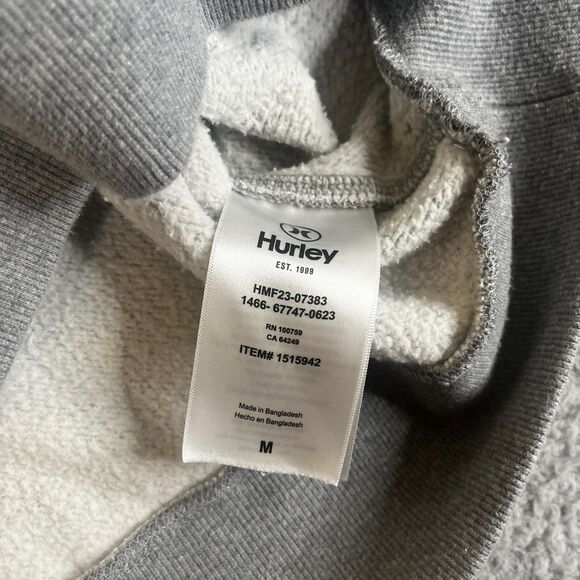 Hurley
EST. 1999
HMF23-07383
1466- 67747-0623
RN 100759
CA 64249
ITEM# 1515942
Made in Bangladesh
Hecho en Bangladesh
M